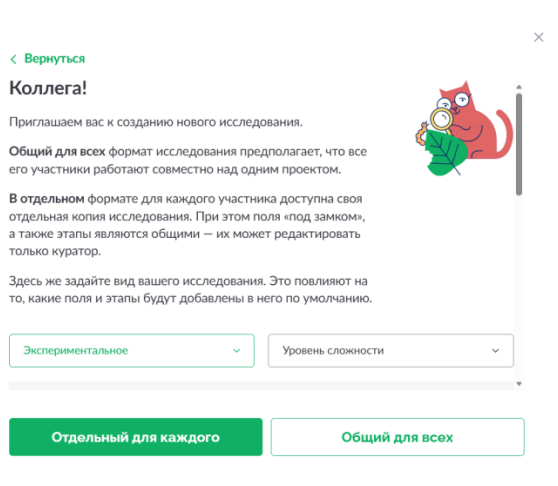 Вернуться
Коллега!
Приглашаем вас к созданию нового исследования.
Общий для всех формат исследования предполагает, что все
его участники работают совместно над одним проектом.
В отдельном формате для каждого участника доступна своя
отдельная копия исследования. При этом поля «под замком»,
а также этапы являются общими — их может редактировать
только куратор.
Здесь же задайте вид вашего исследования. Это повлияют на
то, какие поля и этапы будут добавлены в него по умолчанию.
Экспериментальное
Уровень сложности
Отдельный для каждого
Общий для всех